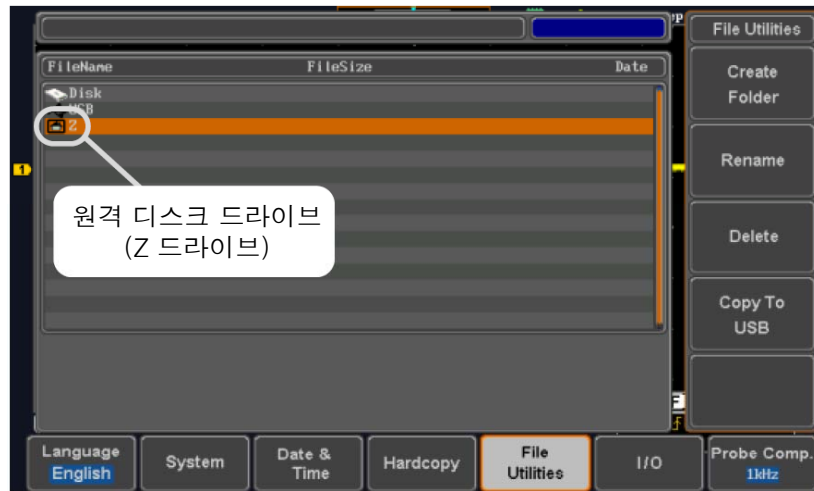 File Utilities
FileName FileSize Date
Disk
USB
Z
1
원격 디스크 드라이브
(Z 드라이브)
Create
Folder
Rename
Delete
Copy To
USB
Language
English
System
Date &
Time
Hardcopy
File
Utilities
I/O
Probe Comp.
1kHz